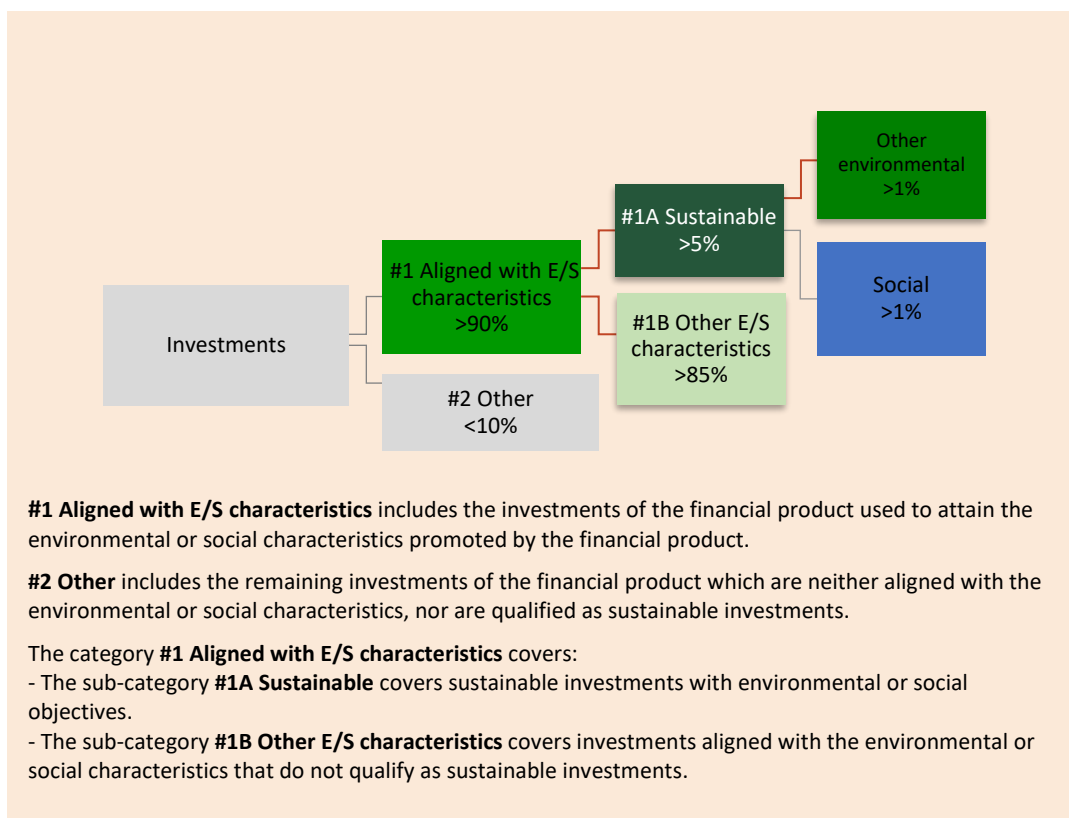 Other
environmental
>1%
#1A Sustainable
>5%
#1 Aligned with E/S
characteristics
>90%
Social
>1%
Investments
#1B Other E/S
characteristics
>85%
#2 Other
<10%
#1 Aligned with E/S characteristics includes the investments of the financial product used to attain the
environmental or social characteristics promoted by the financial product.
#2 Other includes the remaining investments of the financial product which are neither aligned with the
environmental or social characteristics, nor are qualified as sustainable investments.
The category #1 Aligned with E/S characteristics covers:
- The sub-category #1A Sustainable covers sustainable investments with environmental or social
objectives.
- The sub-category #1B Other E/S characteristics covers investments aligned with the environmental or
social characteristics that do not qualify as sustainable investments.